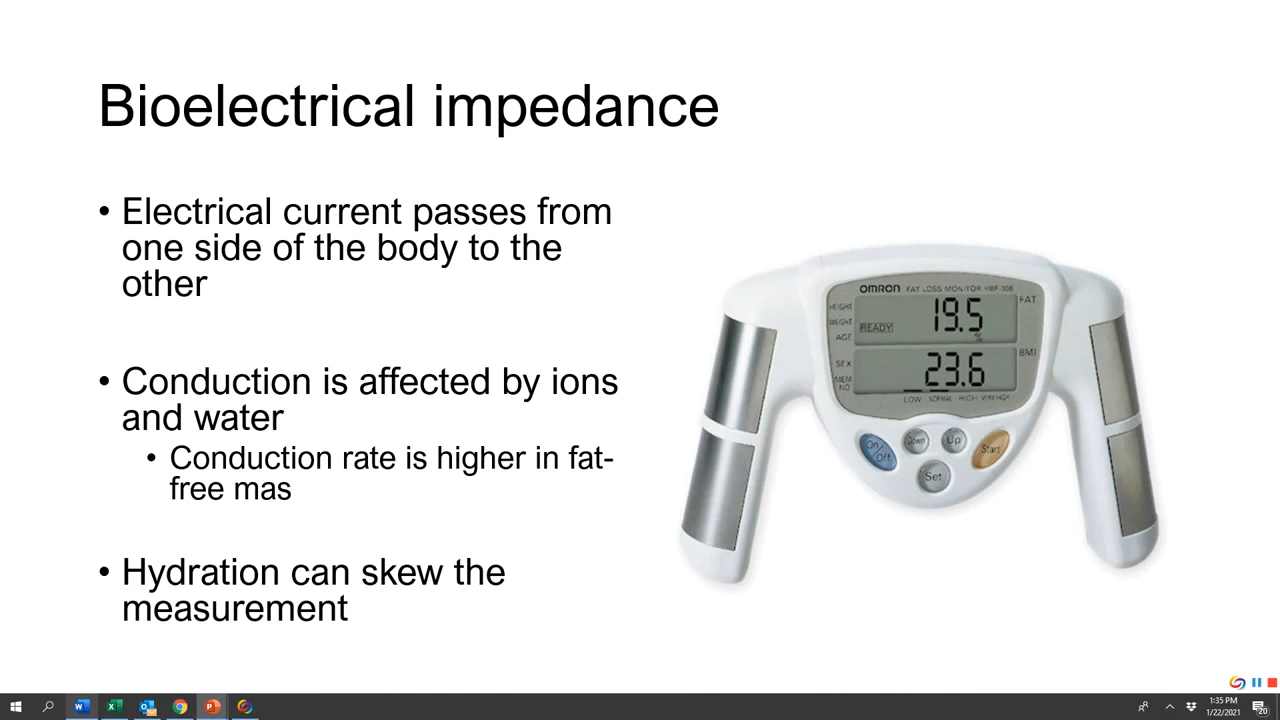 Bioelectrical impedance
• Electrical current passes from
one side of the body to the
other
• Conduction is affected by ions
and water
• Conduction rate is higher in fat-
free mas
• Hydration can skew the
measurement
OMRON FAT LOSS MONITOR HBF-306
HEIGHT
WEIGHT
AGE
READY
19.5
%
FAT
SEX
MEM
NO
23.6
BMI
LOW NORMAL HIGH VERY HIGH
On/
Off
Down
Up
Start
Set
1:35 PM
1/22/2021
20